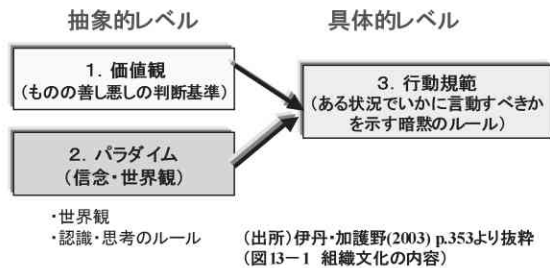 抽象的レベル
具体的レベル
1. 価値観
(ものの善し悪しの判断基準)
3. 行動規範
(ある状況でいかに言動すべきか
を示す暗黙のルール)
2. パラダイム
(信念・世界観)
・世界観
・認識・思考のルール
(出所)伊丹・加護野(2003) p.353より抜粋
(図13－1 組織文化の内容)